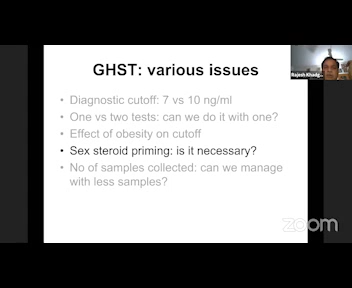 GHST: various issues
• Diagnostic cutoff: 7 vs 10 ng/ml
• One vs two tests: can we do it with one?
• Effect of obesity on cutoff
• Sex steroid priming: is it necessary?
• No of samples collected: can we manage
with less samples?
Rajesh Khadg...
zoom